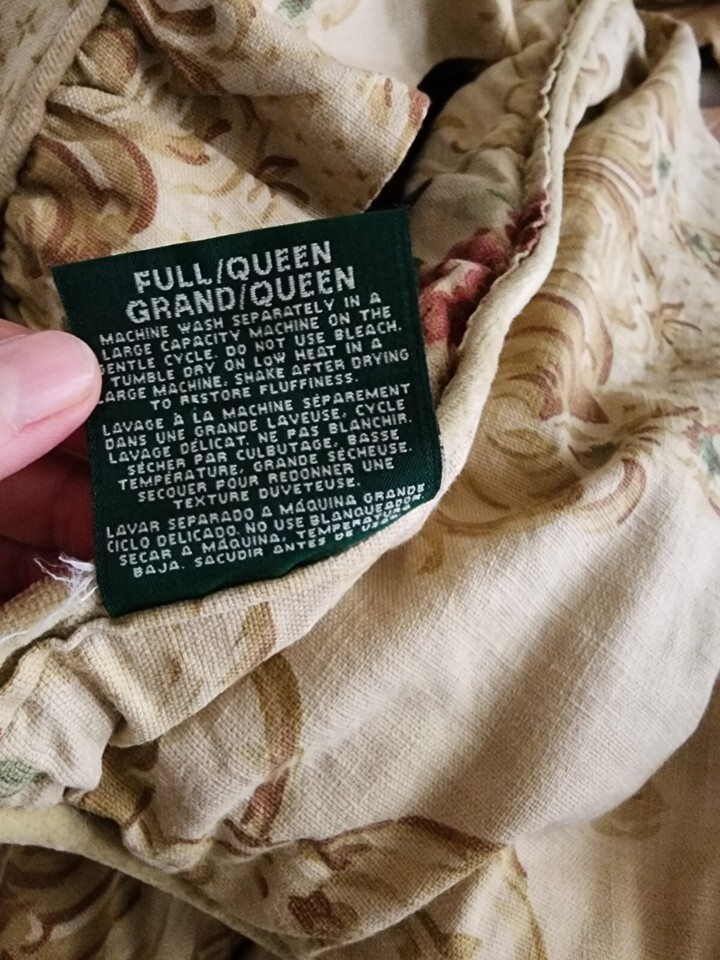 FULL/QUEEN
GRAND/QUEEN
MACHINE WASH SEPARATELY IN A
LARGE CAPACITY MACHINE ON THE
GENTLE CYCLE. DO NOT USE BLEACH.
TUMBLE DRY ON LOW HEAT IN A
LARGE MACHINE. SHAKE AFTER DRYING
TO RESTORE FLUFFINESS.
LAVAGE À LA MACHINE SÉPAREMENT
DANS UNE GRANDE LAVEUSE, CYCLE
LAVAGE DÉLICAT. NE PAS BLANCHIR.
SÈCHER PAR CULBUTAGE, BASSE
TEMPÉRATURE, GRANDE SÈCHEUSE.
SECOUER POUR REDONNER UNE
TEXTURE DUVETEUSE.
LAVAR SEPARADO A MÁQUINA GRANDE
CICLO DELICADO. NO USE BLANQUEADOR.
SECAR A MÁQUINA, TEMPERATURA
BAJA. SACUDIR ANTES DE USAR.